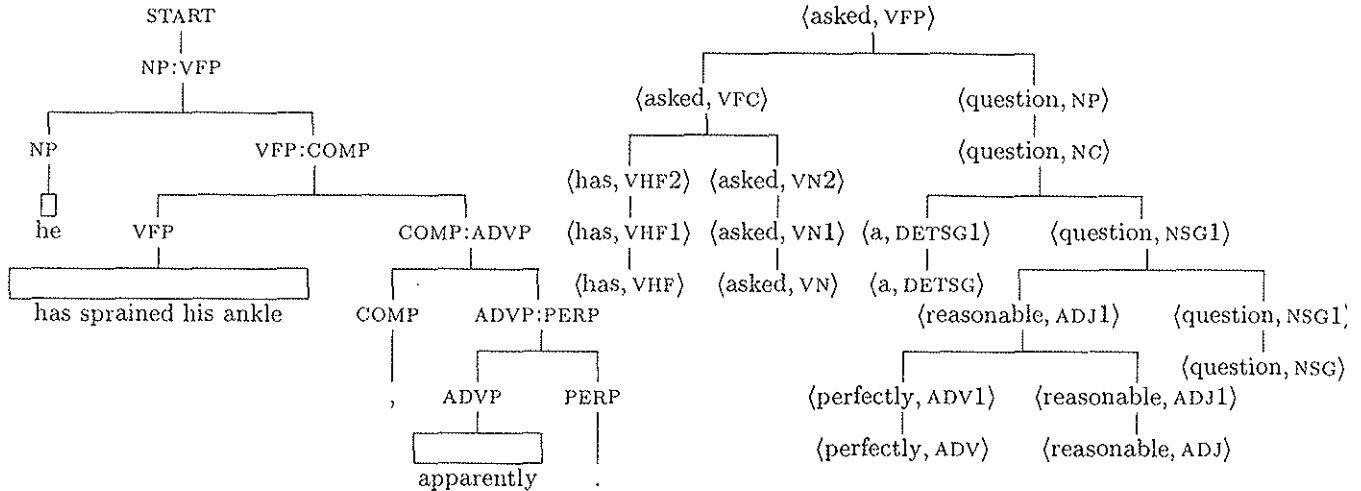 START
NP:VFP
NP VFP:COMP
he VFP COMP:ADVP
has sprained his ankle COMP ADVP:PERP
, ADVP PERP
apparently .
⟨asked, VFP⟩
⟨asked, VFC⟩ ⟨question, NP⟩
⟨question, NC⟩
⟨has, VHF2⟩ ⟨asked, VN2⟩
⟨has, VHF1⟩ ⟨asked, VN1⟩ ⟨a, DETSG1⟩ ⟨question, NSG1⟩
⟨has, VHF⟩ ⟨asked, VN⟩ ⟨a, DETSG⟩
⟨reasonable, ADJ1⟩ ⟨question, NSG1⟩
⟨question, NSG⟩
⟨perfectly, ADV1⟩ ⟨reasonable, ADJ1⟩
⟨perfectly, ADV⟩ ⟨reasonable, ADJ⟩